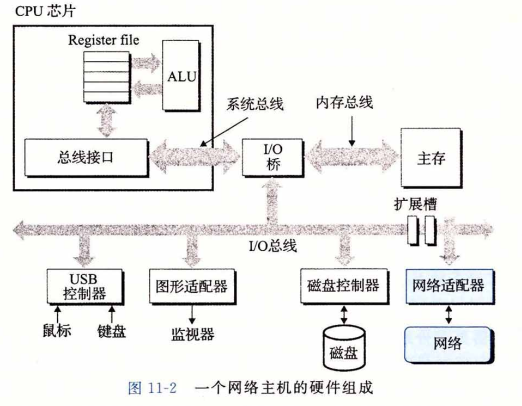 CPU 芯片
Register file
ALU
系统总线
内存总线
总线接口
I/O
桥
主存
扩展槽
I/O总线
USB
控制器
图形适配器
磁盘控制器
网络适配器
鼠标
键盘
监视器
磁盘
网络
图 11-2 一个网络主机的硬件组成